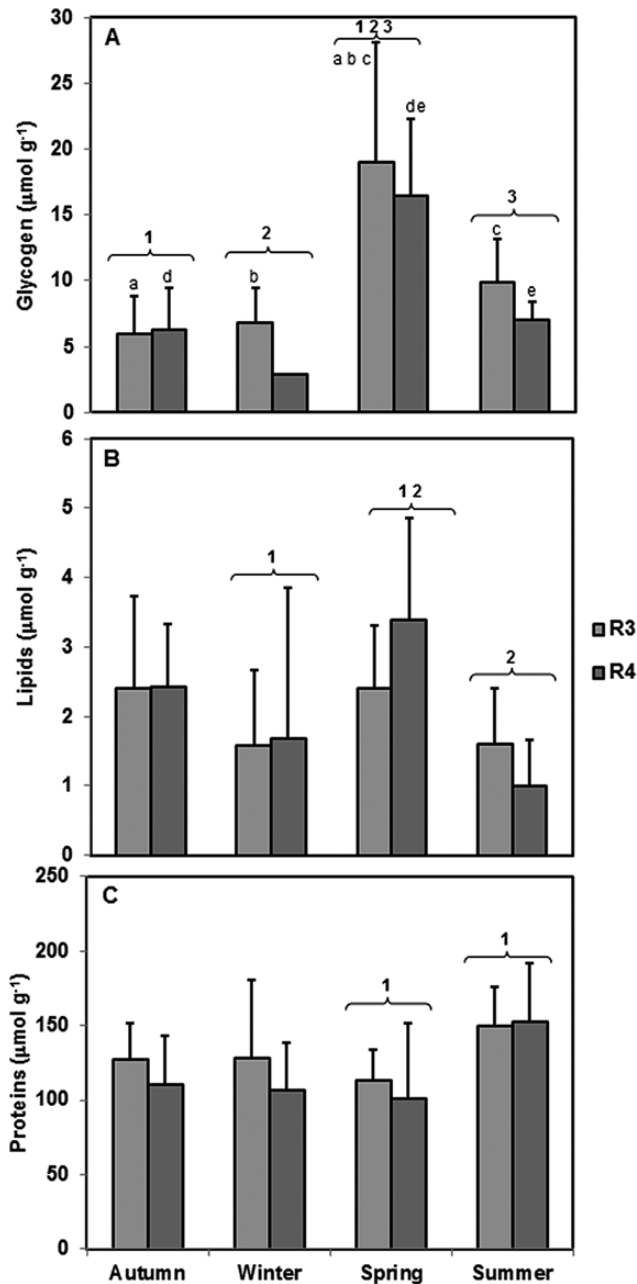 A
Glycogen (µmol g⁻¹)
30
25
20
15
10
5
0
1
a
d
2
b
1 2 3
a b c
de
3
c
e
B
Lipids (µmol g⁻¹)
6
5
4
3
2
1
0
1
1 2
2
R3
R4
C
Proteins (µmol g⁻¹)
250
200
150
100
50
0
1
1
Autumn Winter Spring Summer